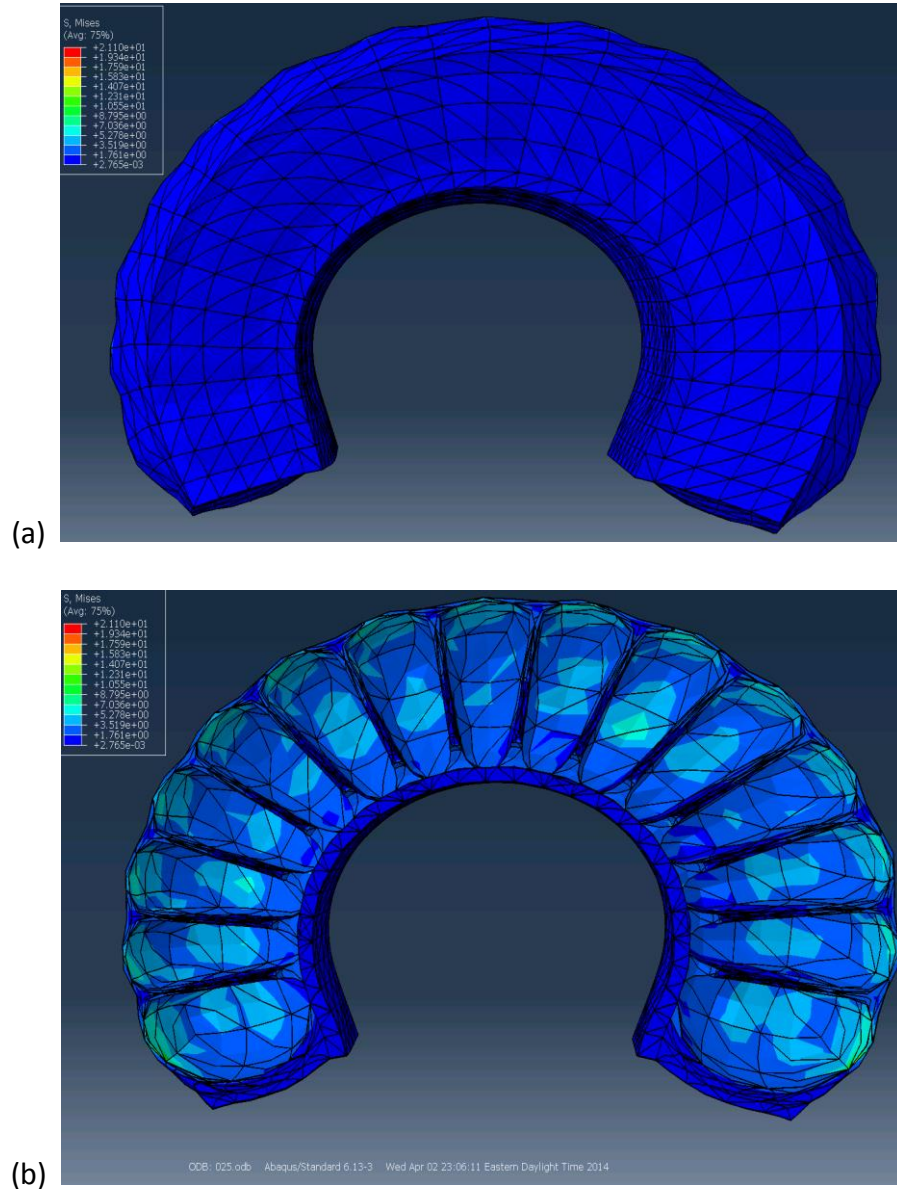 S, Mises
(Avg: 75%)
+2.110e+01
+1.934e+01
+1.759e+01
+1.583e+01
+1.407e+01
+1.231e+01
+1.055e+01
+8.795e+00
+7.036e+00
+5.278e+00
+3.519e+00
+1.761e+00
+2.765e-03
(a)
S, Mises
(Avg: 75%)
+2.110e+01
+1.934e+01
+1.759e+01
+1.583e+01
+1.407e+01
+1.231e+01
+1.055e+01
+8.795e+00
+7.036e+00
+5.278e+00
+3.519e+00
+1.761e+00
+2.765e-03
ODB: 025.odb Abaqus/Standard 6.13-3 Wed Apr 02 23:06:11 Eastern Daylight Time 2014
(b)